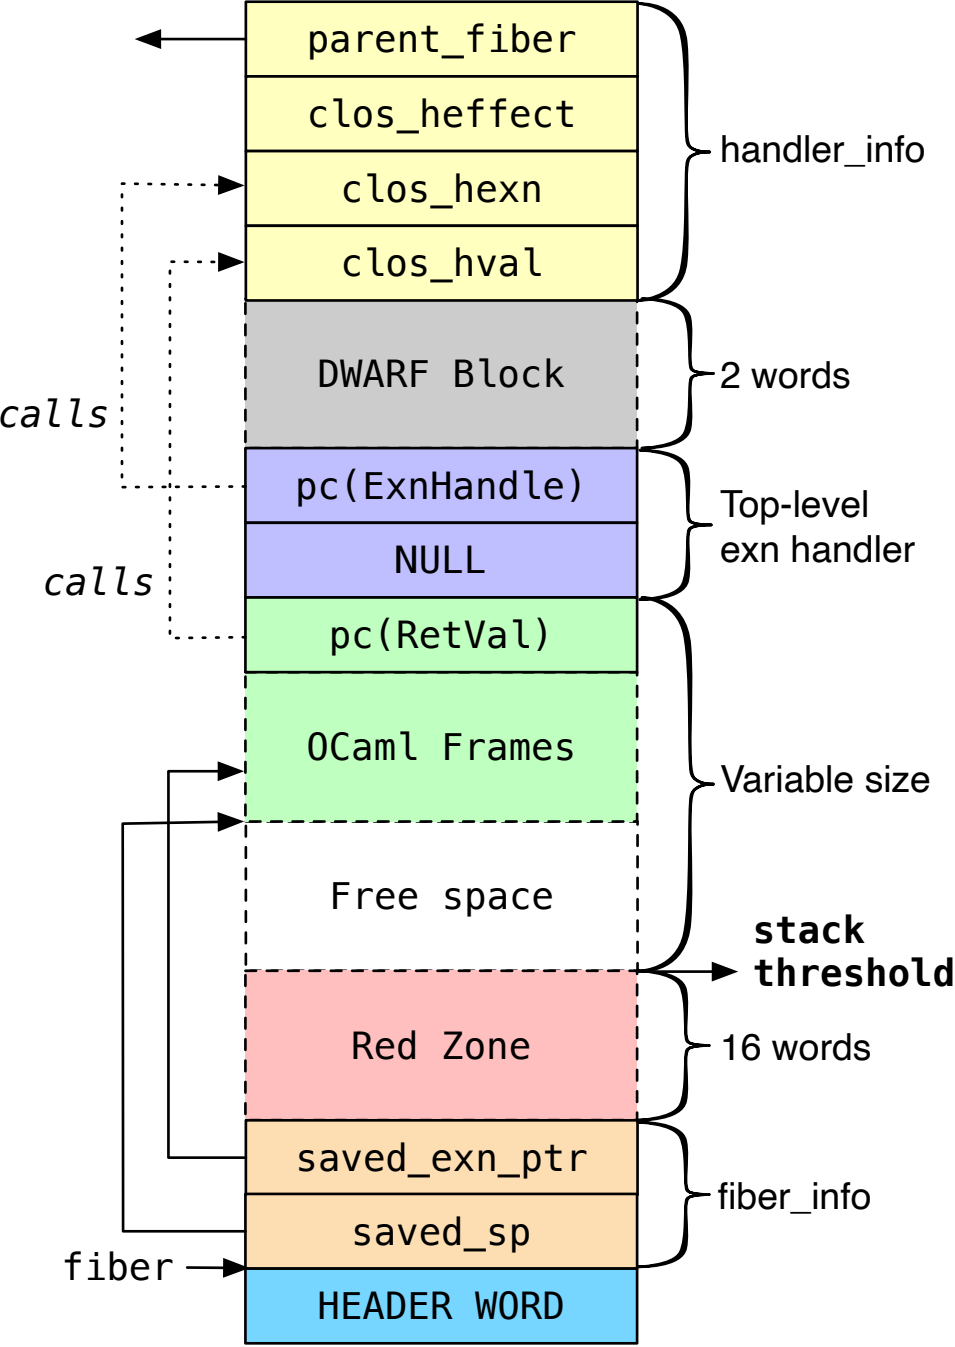 parent_fiber
clos_heffect
handler_info
clos_hexn
clos_hval
DWARF Block
2 words
calls
pc(ExnHandle)
Top-level
exn handler
NULL
calls
pc(RetVal)
OCaml Frames
Variable size
Free space
stack
threshold
Red Zone
16 words
saved_exn_ptr
fiber_info
saved_sp
fiber
HEADER WORD